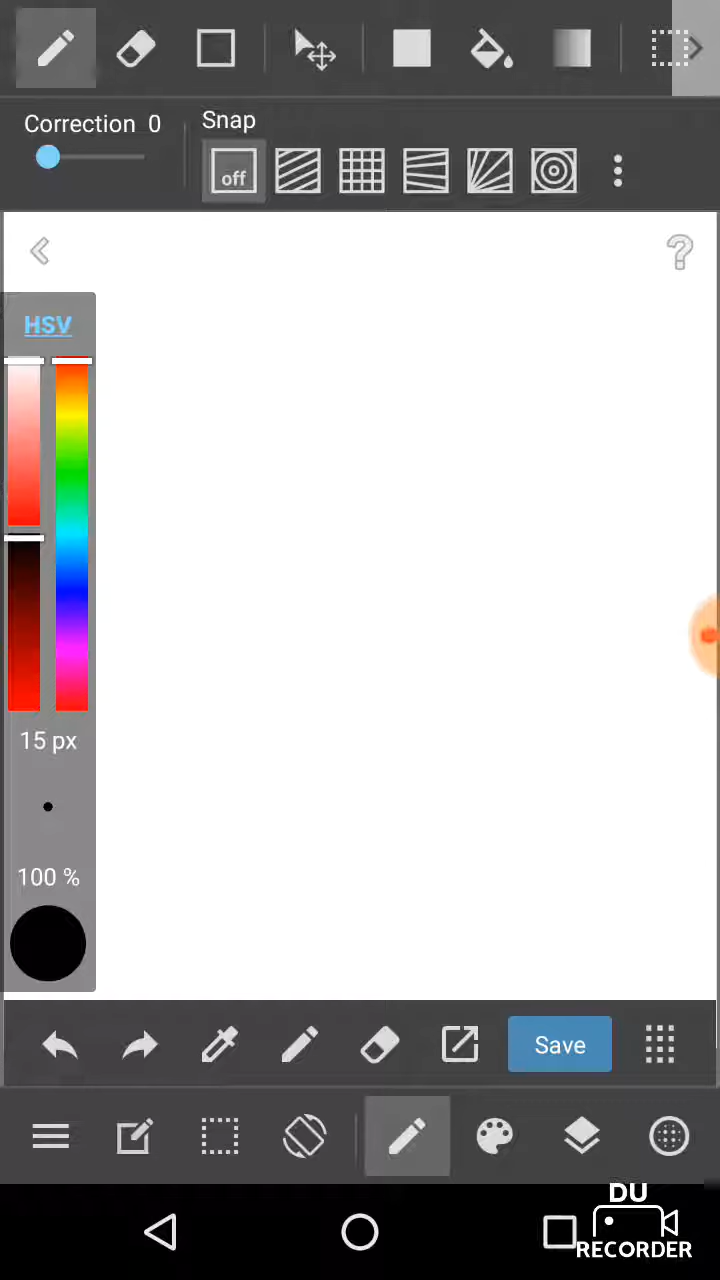 Correction 0
Snap
off
HSV
15 px
100 %
Save
DU
RECORDER